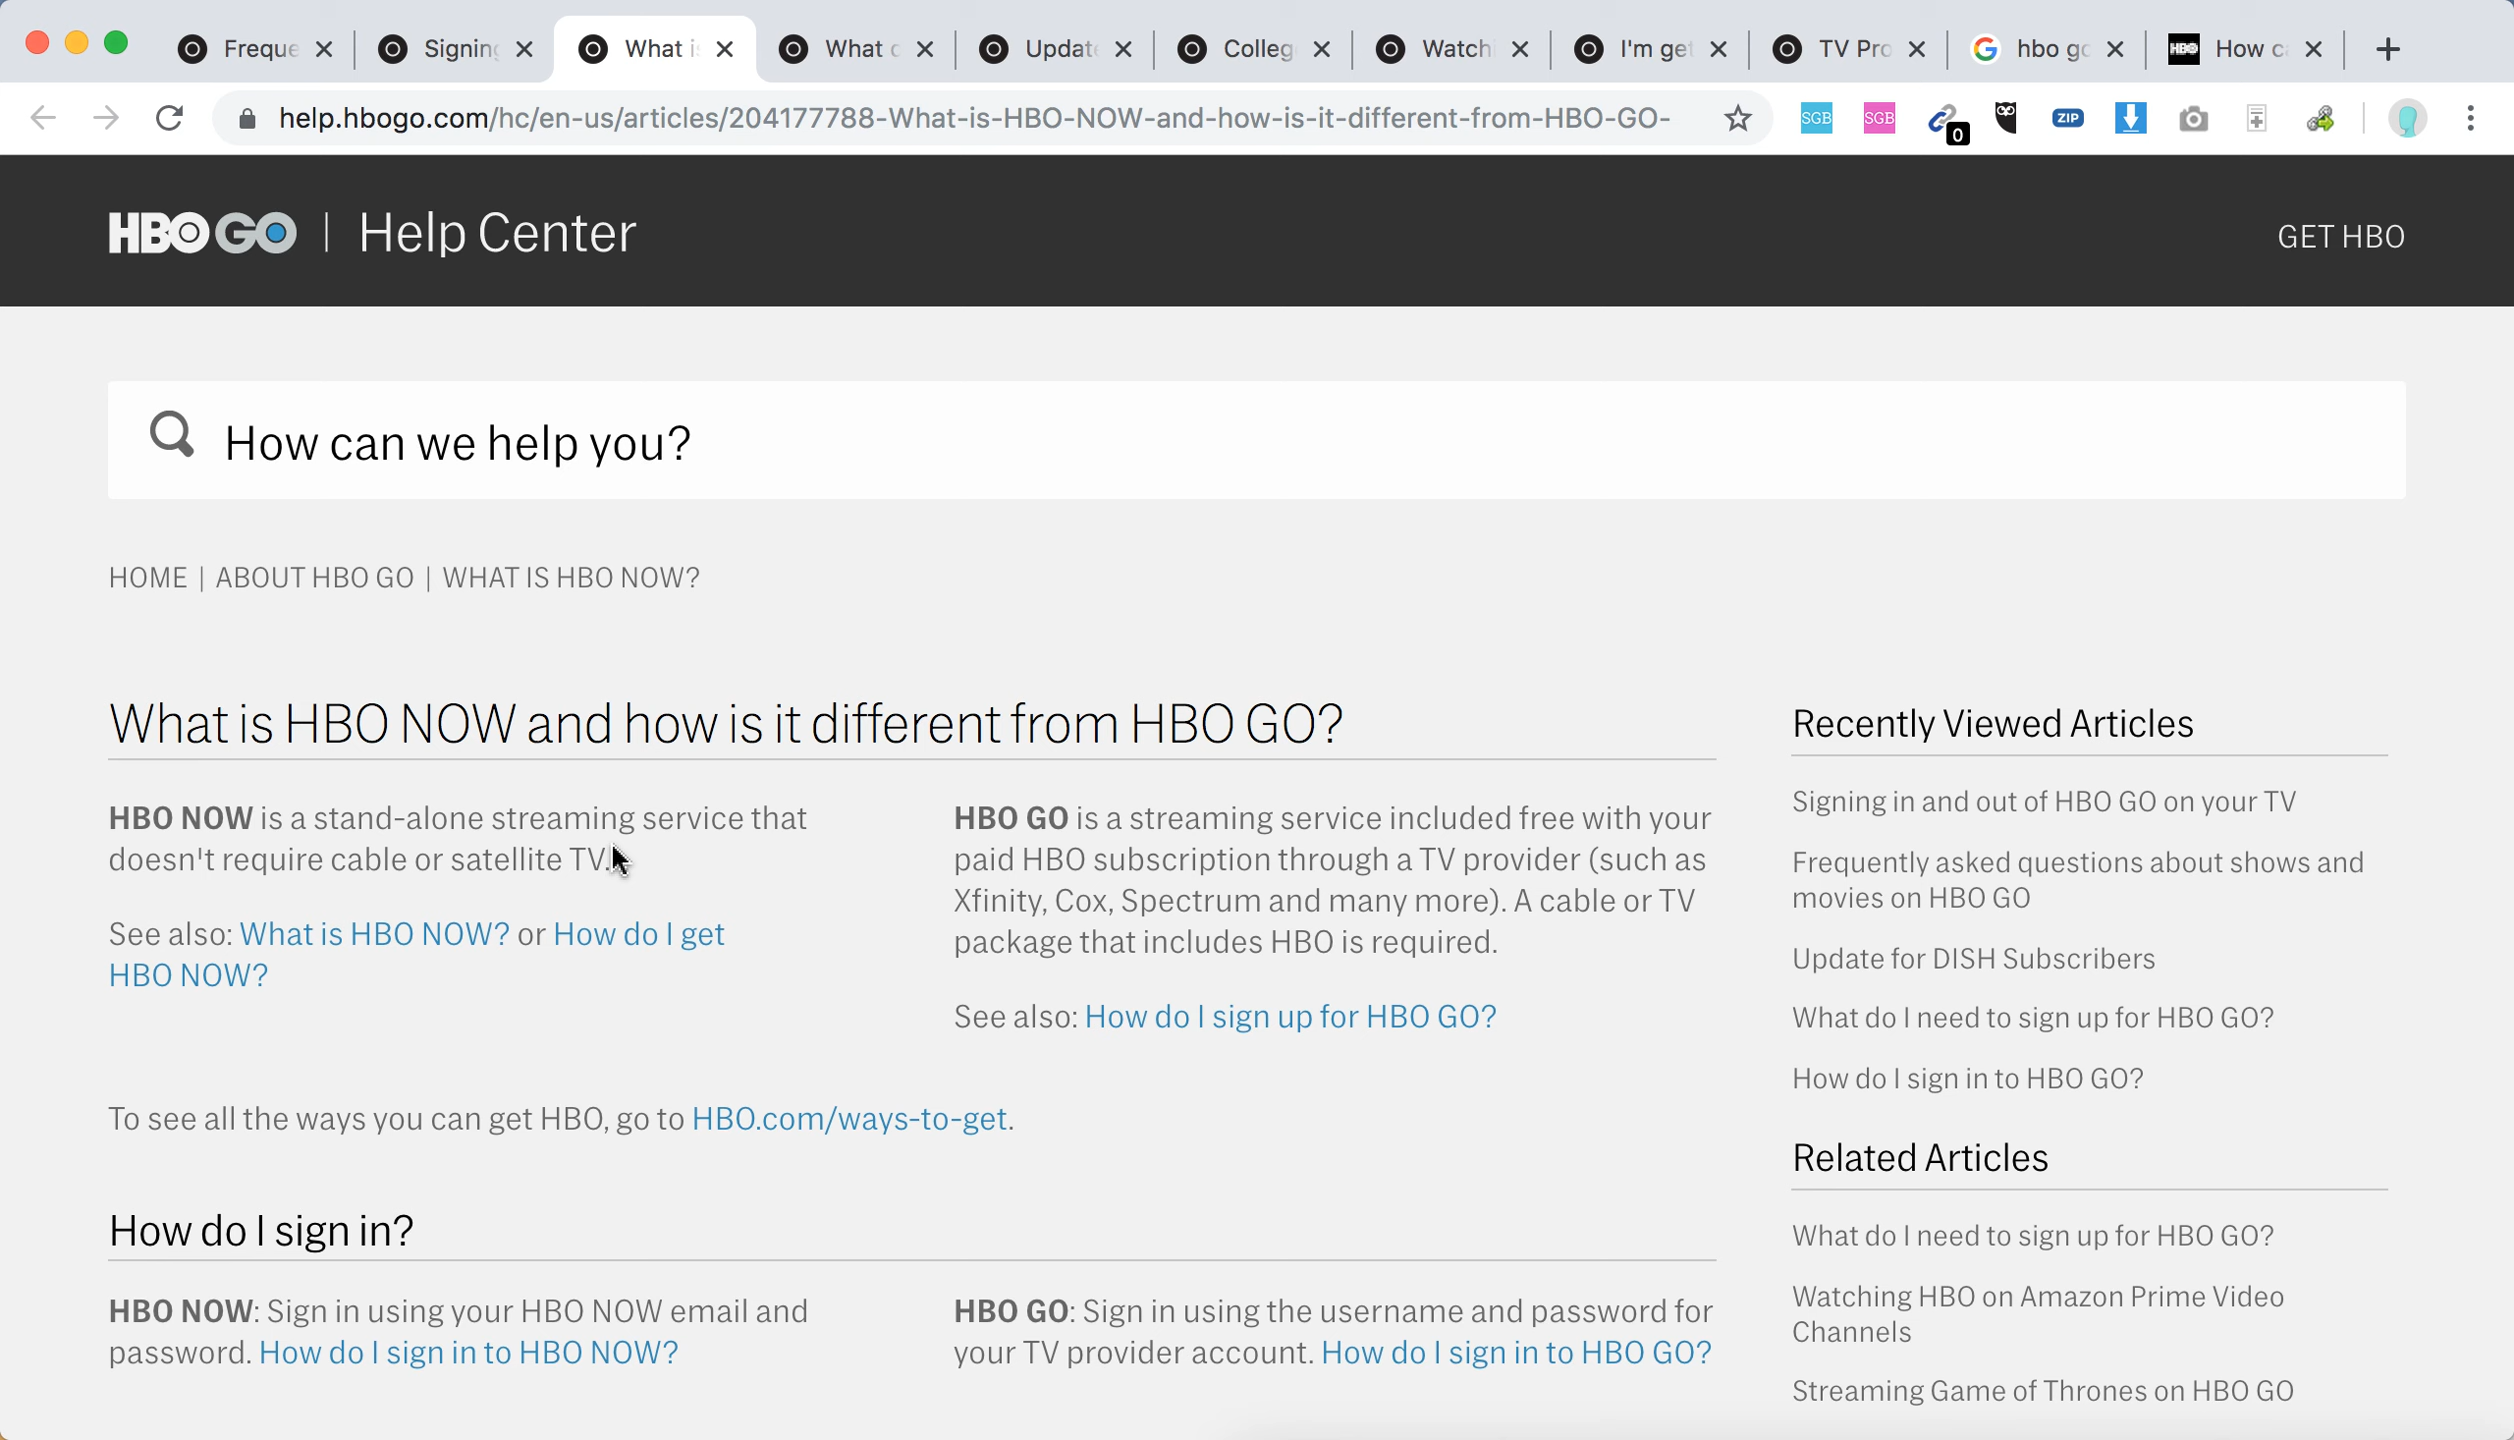 Freque
Signing
What is
What d
Update
Colleg
Watch
I'm ge
TV Pro
hbo go
How c
help.hbogo.com/hc/en-us/articles/204177788-What-is-HBO-NOW-and-how-is-it-different-from-HBO-GO-
SGB
SGB
0
ZIP
HBO GO | Help Center
GET HBO
How can we help you?
HOME | ABOUT HBO GO | WHAT IS HBO NOW?
What is HBO NOW and how is it different from HBO GO?
HBO NOW is a stand-alone streaming service that
doesn't require cable or satellite TV.
See also: What is HBO NOW? or How do I get
HBO NOW?
HBO GO is a streaming service included free with your
paid HBO subscription through a TV provider (such as
Xfinity, Cox, Spectrum and many more). A cable or TV
package that includes HBO is required.
See also: How do I sign up for HBO GO?
To see all the ways you can get HBO, go to HBO.com/ways-to-get.
How do I sign in?
HBO NOW: Sign in using your HBO NOW email and
password. How do I sign in to HBO NOW?
HBO GO: Sign in using the username and password for
your TV provider account. How do I sign in to HBO GO?
Recently Viewed Articles
Signing in and out of HBO GO on your TV
Frequently asked questions about shows and
movies on HBO GO
Update for DISH Subscribers
What do I need to sign up for HBO GO?
How do I sign in to HBO GO?
Related Articles
What do I need to sign up for HBO GO?
Watching HBO on Amazon Prime Video
Channels
Streaming Game of Thrones on HBO GO